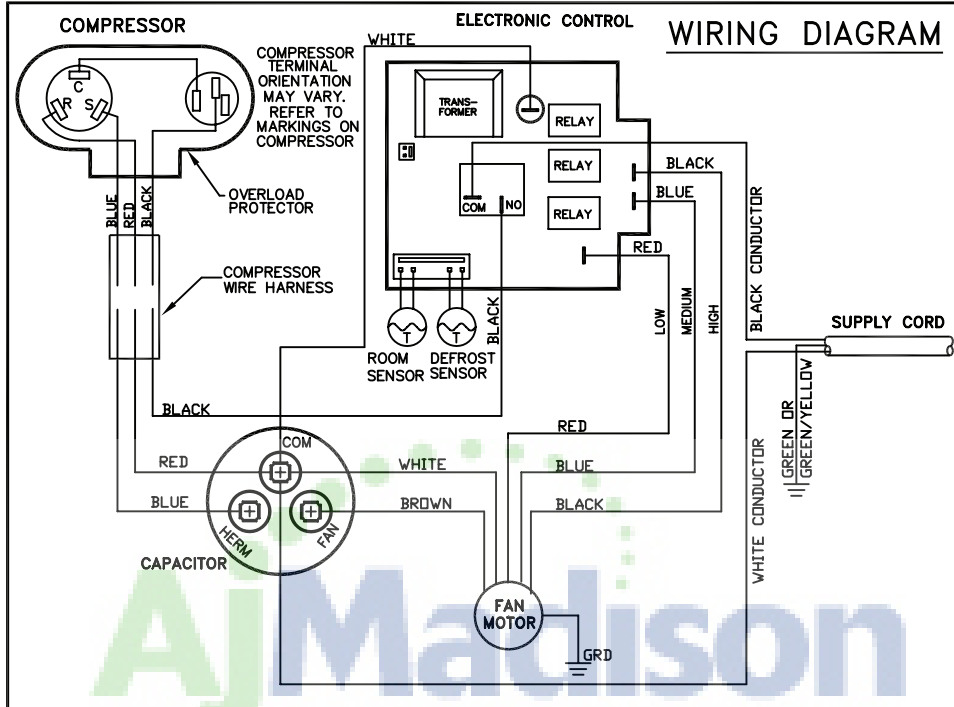 COMPRESSOR
ELECTRONIC CONTROL
WIRING DIAGRAM
WHITE
COMPRESSOR
TERMINAL
ORIENTATION
MAY VARY.
REFER TO
MARKINGS ON
COMPRESSOR
C
R
S
TRANS-
FORMER
RELAY
RELAY
RELAY
COM
NO
BLACK
BLUE
RED
OVERLOAD
PROTECTOR
BLUE
RED
BLACK
COMPRESSOR
WIRE HARNESS
BLACK
LOW
MEDIUM
HIGH
BLACK CONDUCTOR
SUPPLY CORD
T
T
ROOM
SENSOR
DEFROST
SENSOR
GREEN OR
GREEN/YELLOW
BLACK
RED
COM
RED
WHITE
BLUE
BLUE
BROWN
BLACK
HERM
FAN
CAPACITOR
WHITE CONDUCTOR
FAN
MOTOR
GRD
AjMadison